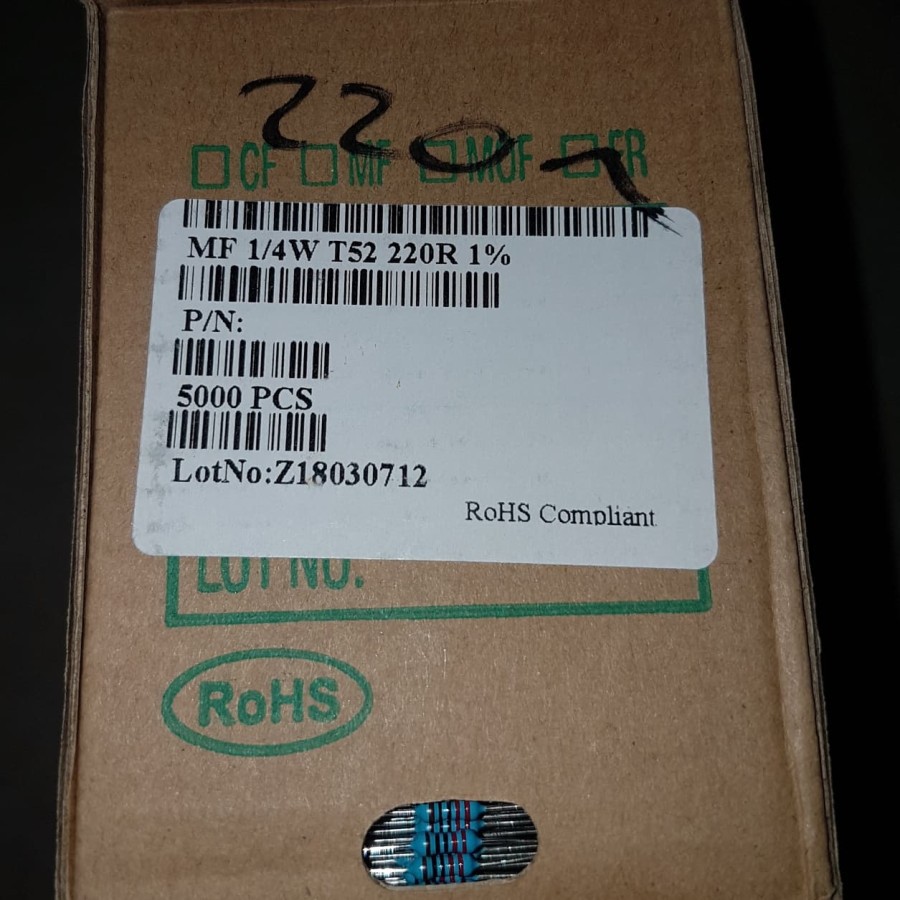 220
CF MF MOF FR
MF 1/4W T52 220R 1%
P/N:
5000 PCS
LotNo:Z18030712
RoHS Compliant
LOT NO.
RoHS